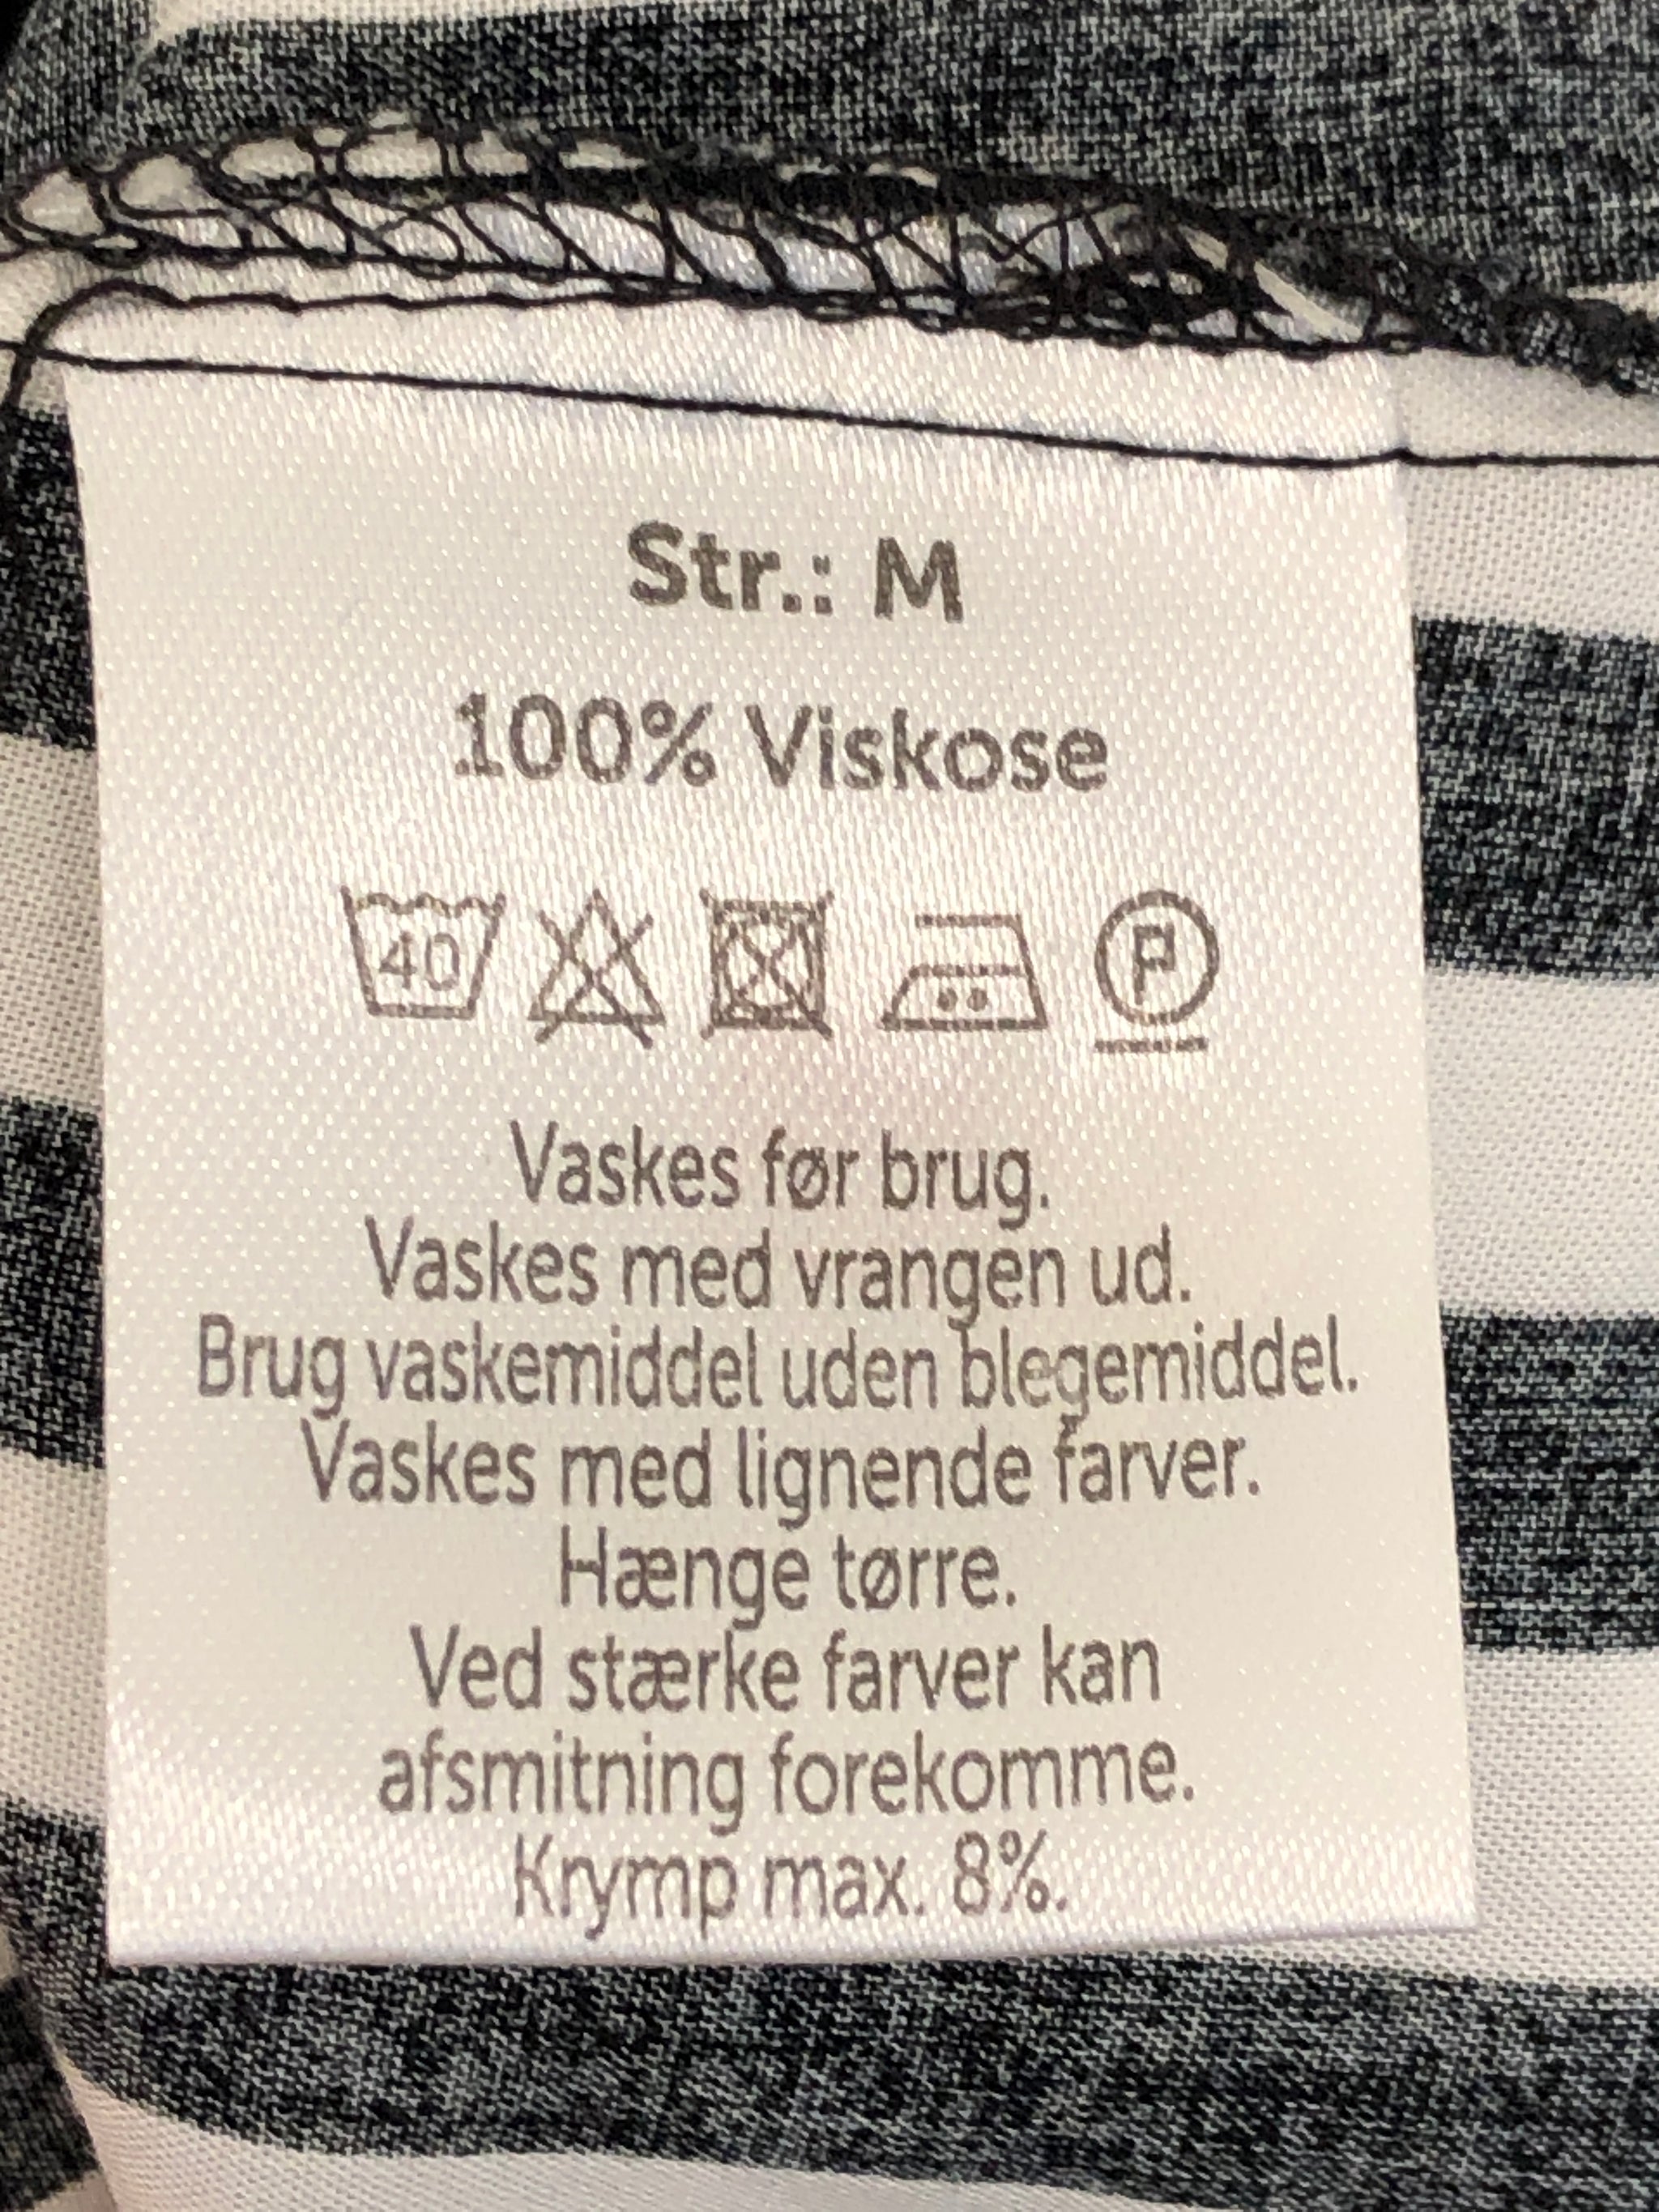 Str.: M
100% Viskose
40 P
Vaskes før brug.
Vaskes med vrangen ud.
Brug vaskemiddel uden blegemiddel.
Vaskes med lignende farver.
Hænge tørre.
Ved stærke farver kan
afsmitning forekomme.
Krymp max. 8%.